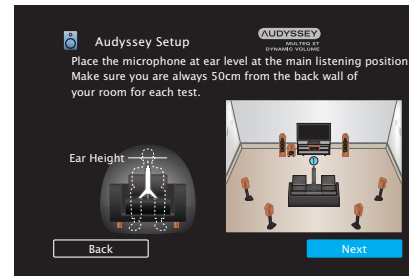 Audyssey Setup
AUDYSSEY
MULTEQ XT
DYNAMIC VOLUME
Place the microphone at ear level at the main listening position
Make sure you are always 50cm from the back wall of
your room for each test.
Ear Height
1
Back
Next